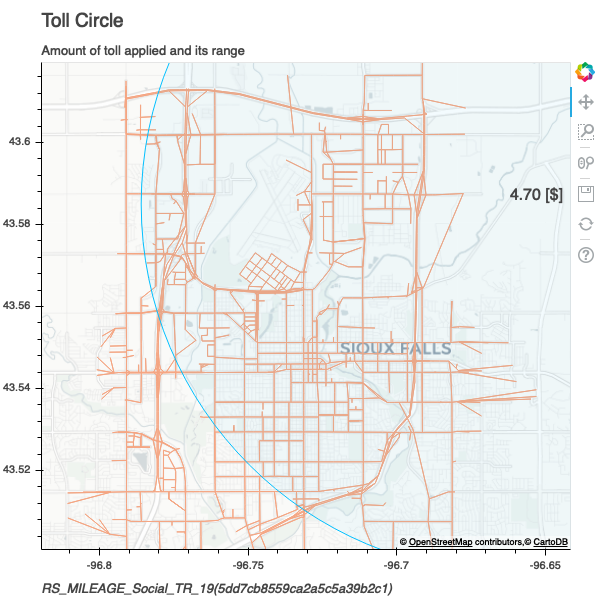 Toll Circle
Amount of toll applied and its range
43.6
4.70 [$]
43.58
43.56
SIOUX FALLS
43.54
43.52
© OpenStreetMap contributors,© CartoDB
-96.8
-96.75
-96.7
-96.65
RS_MILEAGE_Social_TR_19(5dd7cb8559ca2a5c5a39b2c1)